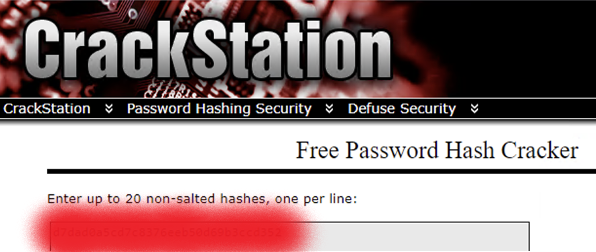 CrackStation
CrackStation Password Hashing Security Defuse Security
Free Password Hash Cracker
Enter up to 20 non-salted hashes, one per line: